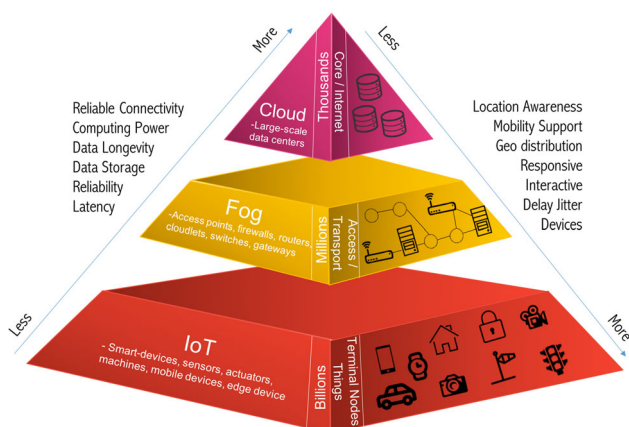 More
Less
Thousands
Core / Internet
Cloud
-Large-scale
data centers
Reliable Connectivity
Computing Power
Data Longevity
Data Storage
Reliability
Latency
Location Awareness
Mobility Support
Geo distribution
Responsive
Interactive
Delay Jitter
Devices
Fog
-Access points, firewalls, routers,
cloudlets, switches, gateways
Millions
Access /
Transport
Less
More
IoT
- Smart-devices, sensors, actuators,
machines, mobile devices, edge device
Billions
Terminal Nodes
Things